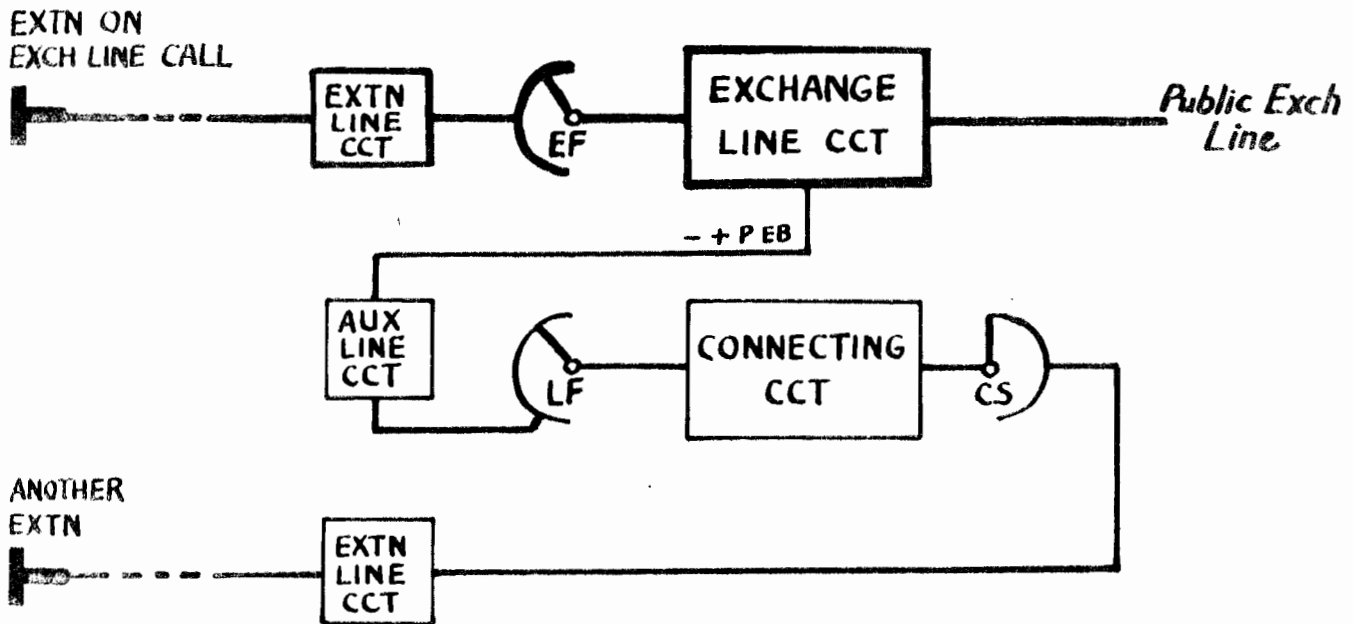 EXTN ON
EXCH LINE CALL
EXTN
LINE
CCT
EF
EXCHANGE
LINE CCT
Public Exch
Line
- + P EB
AUX
LINE
CCT
LF
CONNECTING
CCT
CS
ANOTHER
EXTN
EXTN
LINE
CCT